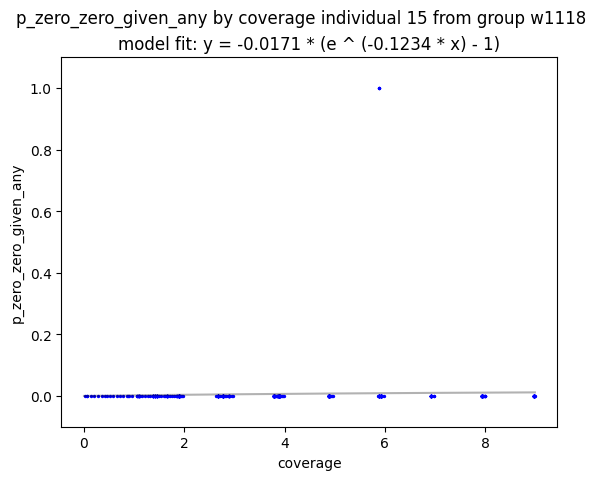 p_zero_zero_given_any by coverage individual 15 from group w1118
model fit: y = -0.0171 * (e ^ (-0.1234 * x) - 1)
1.0
0.8
0.6
0.4
0.2
0.0
p_zero_zero_given_any
0 2 4 6 8
coverage